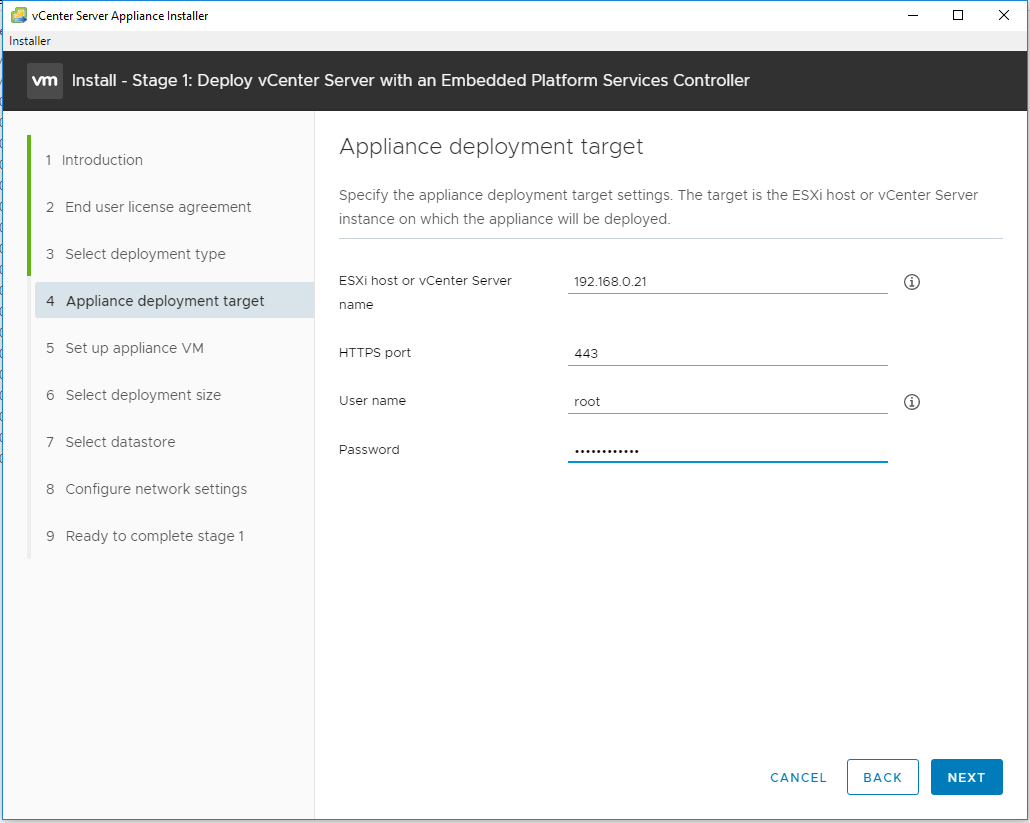 vCenter Server Appliance Installer
Installer
vm Install - Stage 1: Deploy vCenter Server with an Embedded Platform Services Controller
1 Introduction
2 End user license agreement
3 Select deployment type
4 Appliance deployment target
5 Set up appliance VM
6 Select deployment size
7 Select datastore
8 Configure network settings
9 Ready to complete stage 1
Appliance deployment target
Specify the appliance deployment target settings. The target is the ESXi host or vCenter Server
instance on which the appliance will be deployed.
ESXi host or vCenter Server
name
192.168.0.21
HTTPS port
443
User name
root
Password
••••••••••••
CANCEL
BACK
NEXT